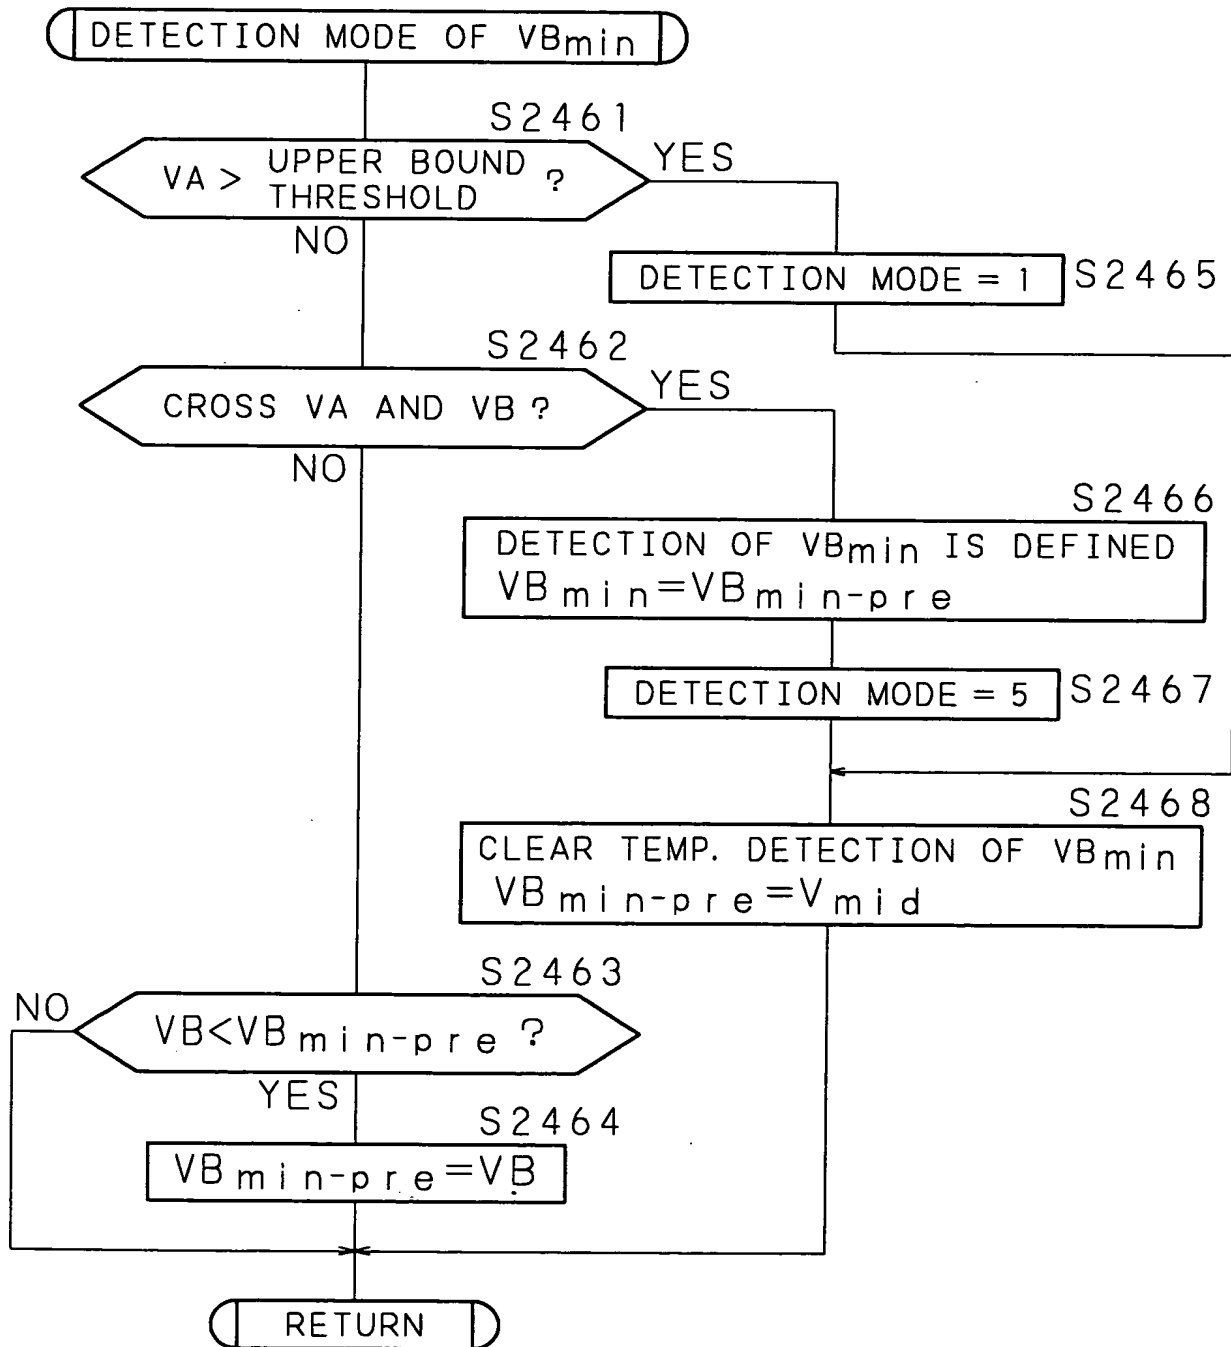 DETECTION MODE OF VBmin
S2461
VA > UPPER BOUND THRESHOLD ?
YES
NO
DETECTION MODE = 1
S2465
S2462
CROSS VA AND VB ?
YES
NO
S2466
DETECTION OF VBmin IS DEFINED
VBmin=VBmin-pre
DETECTION MODE = 5
S2467
S2468
CLEAR TEMP. DETECTION OF VBmin
VBmin-pre=Vmid
S2463
NO
VB<VBmin-pre ?
YES
S2464
VBmin-pre=VB
RETURN